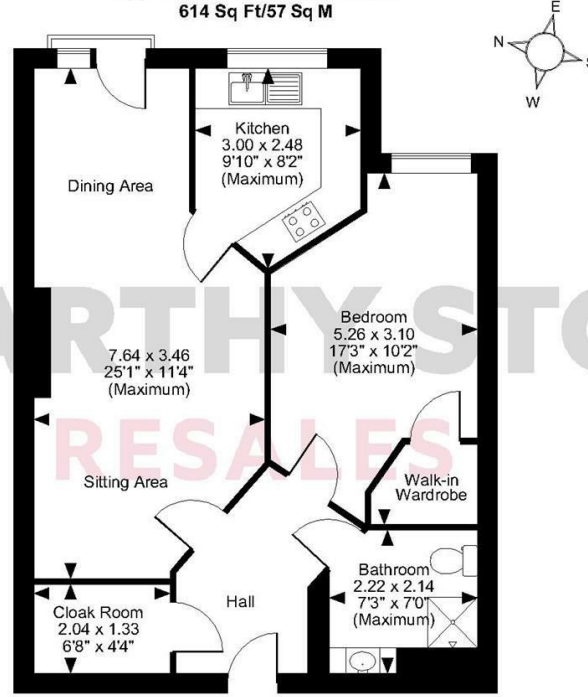 614 Sq Ft/57 Sq M
E
N
S
W
Kitchen
3.00 x 2.48
9'10" x 8'2"
(Maximum)
Dining Area
Bedroom
5.26 x 3.10
17'3" x 10'2"
(Maximum)
7.64 x 3.46
25'1" x 11'4"
(Maximum)
ARTHY STO
RESALES
Sitting Area
Walk-in
Wardrobe
Bathroom
2.22 x 2.14
7'3" x 7'0"
(Maximum)
Hall
Cloak Room
2.04 x 1.33
6'8" x 4'4"